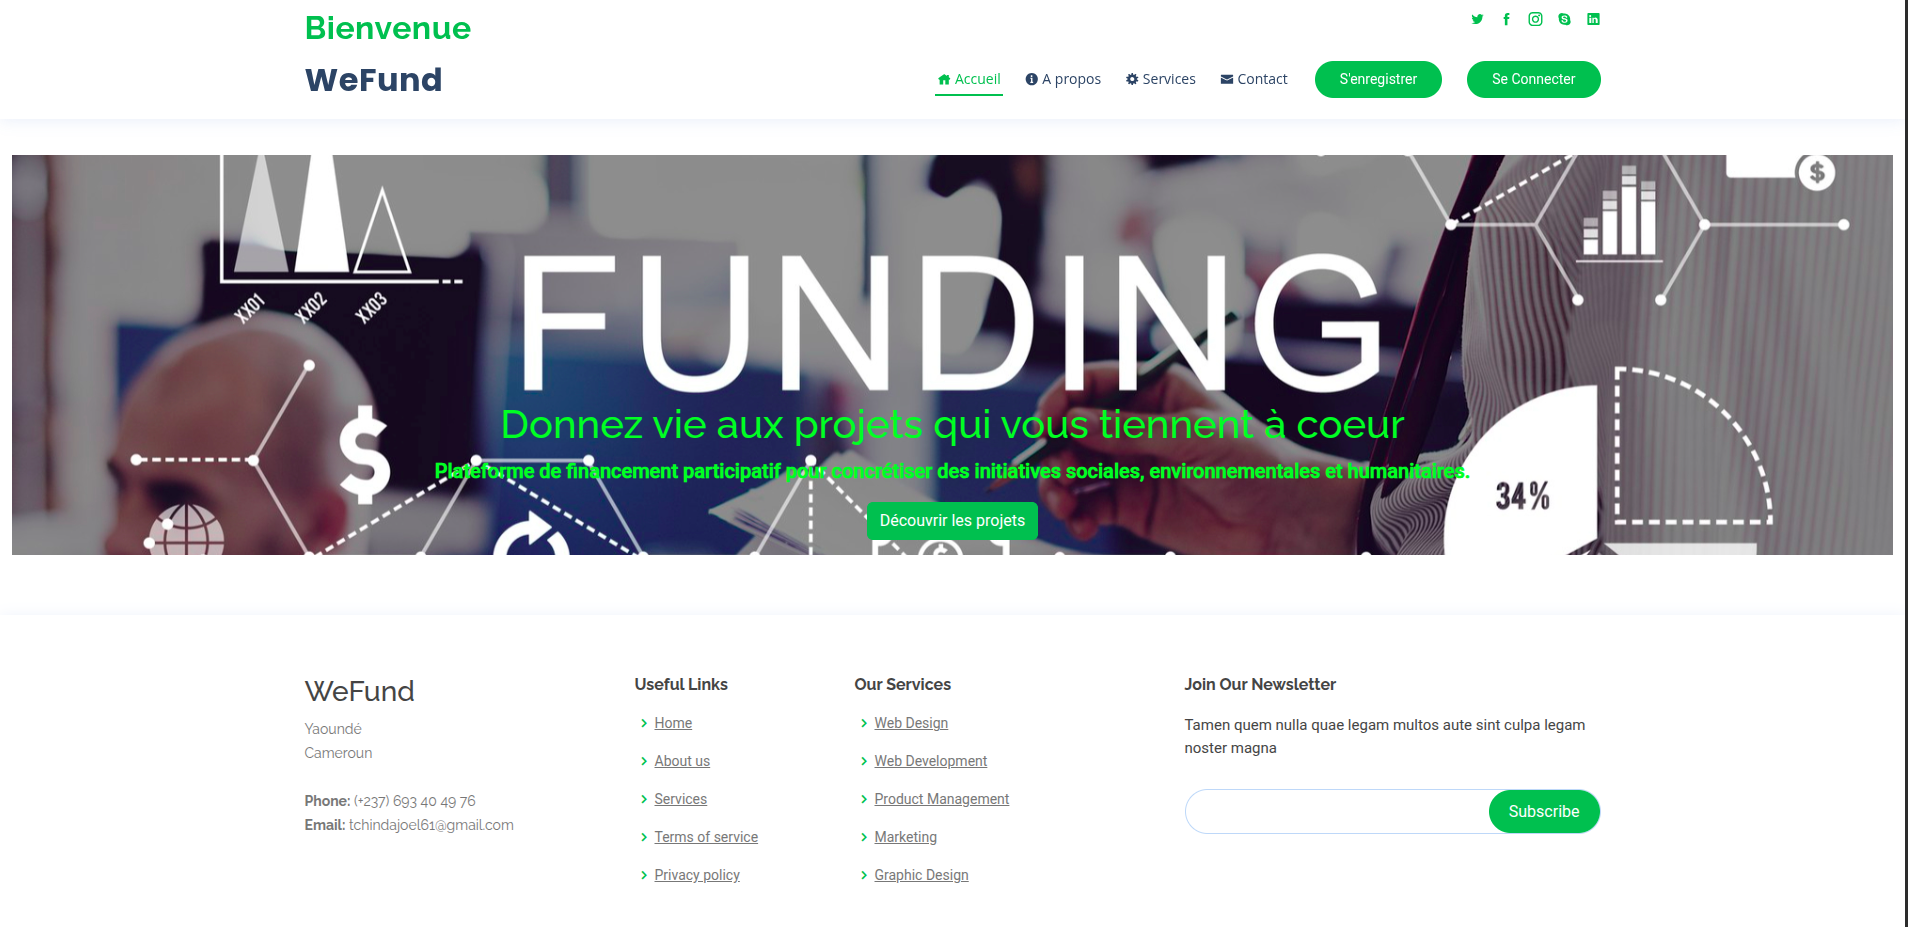 Bienvenue
WeFund
Accueil
A propos
Services
Contact
S'enregistrer
Se Connecter
XX01
XX02
XX03
FUNDING
Donnez vie aux projets qui vous tiennent à coeur
Plateforme de financement participatif pour concrétiser des initiatives sociales, environnementales et humanitaires.
$
$
34%
Découvrir les projets
$
WeFund
Yaoundé
Cameroun
Phone: (+237) 693 40 49 76
Email: tchindajoel61@gmail.com
Useful Links
Home
About us
Services
Terms of service
Privacy policy
Our Services
Web Design
Web Development
Product Management
Marketing
Graphic Design
Join Our Newsletter
Tamen quem nulla quae legam multos aute sint culpa legam
noster magna
Subscribe